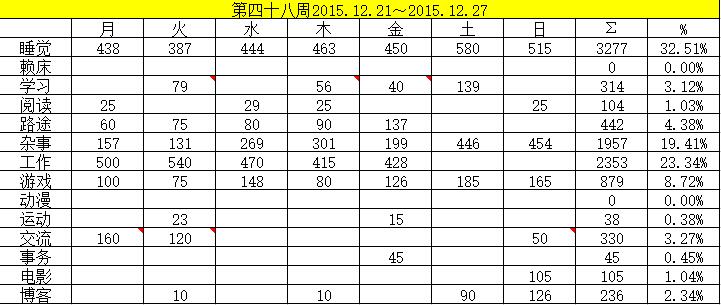 第四十八周2015.12.21～2015.12.27
月 火 水 木 金 土 日 Σ %
睡觉 438 387 444 463 450 580 515 3277 32.51%
赖床 0 0.00%
学习 79 56 40 139 314 3.12%
阅读 25 29 25 25 104 1.03%
路途 60 75 80 90 137 442 4.38%
杂事 157 131 269 301 199 446 454 1957 19.41%
工作 500 540 470 415 428 2353 23.34%
游戏 100 75 148 80 126 185 165 879 8.72%
动漫 0 0.00%
运动 23 15 38 0.38%
交流 160 120 50 330 3.27%
事务 45 45 0.45%
电影 105 105 1.04%
博客 10 10 90 126 236 2.34%